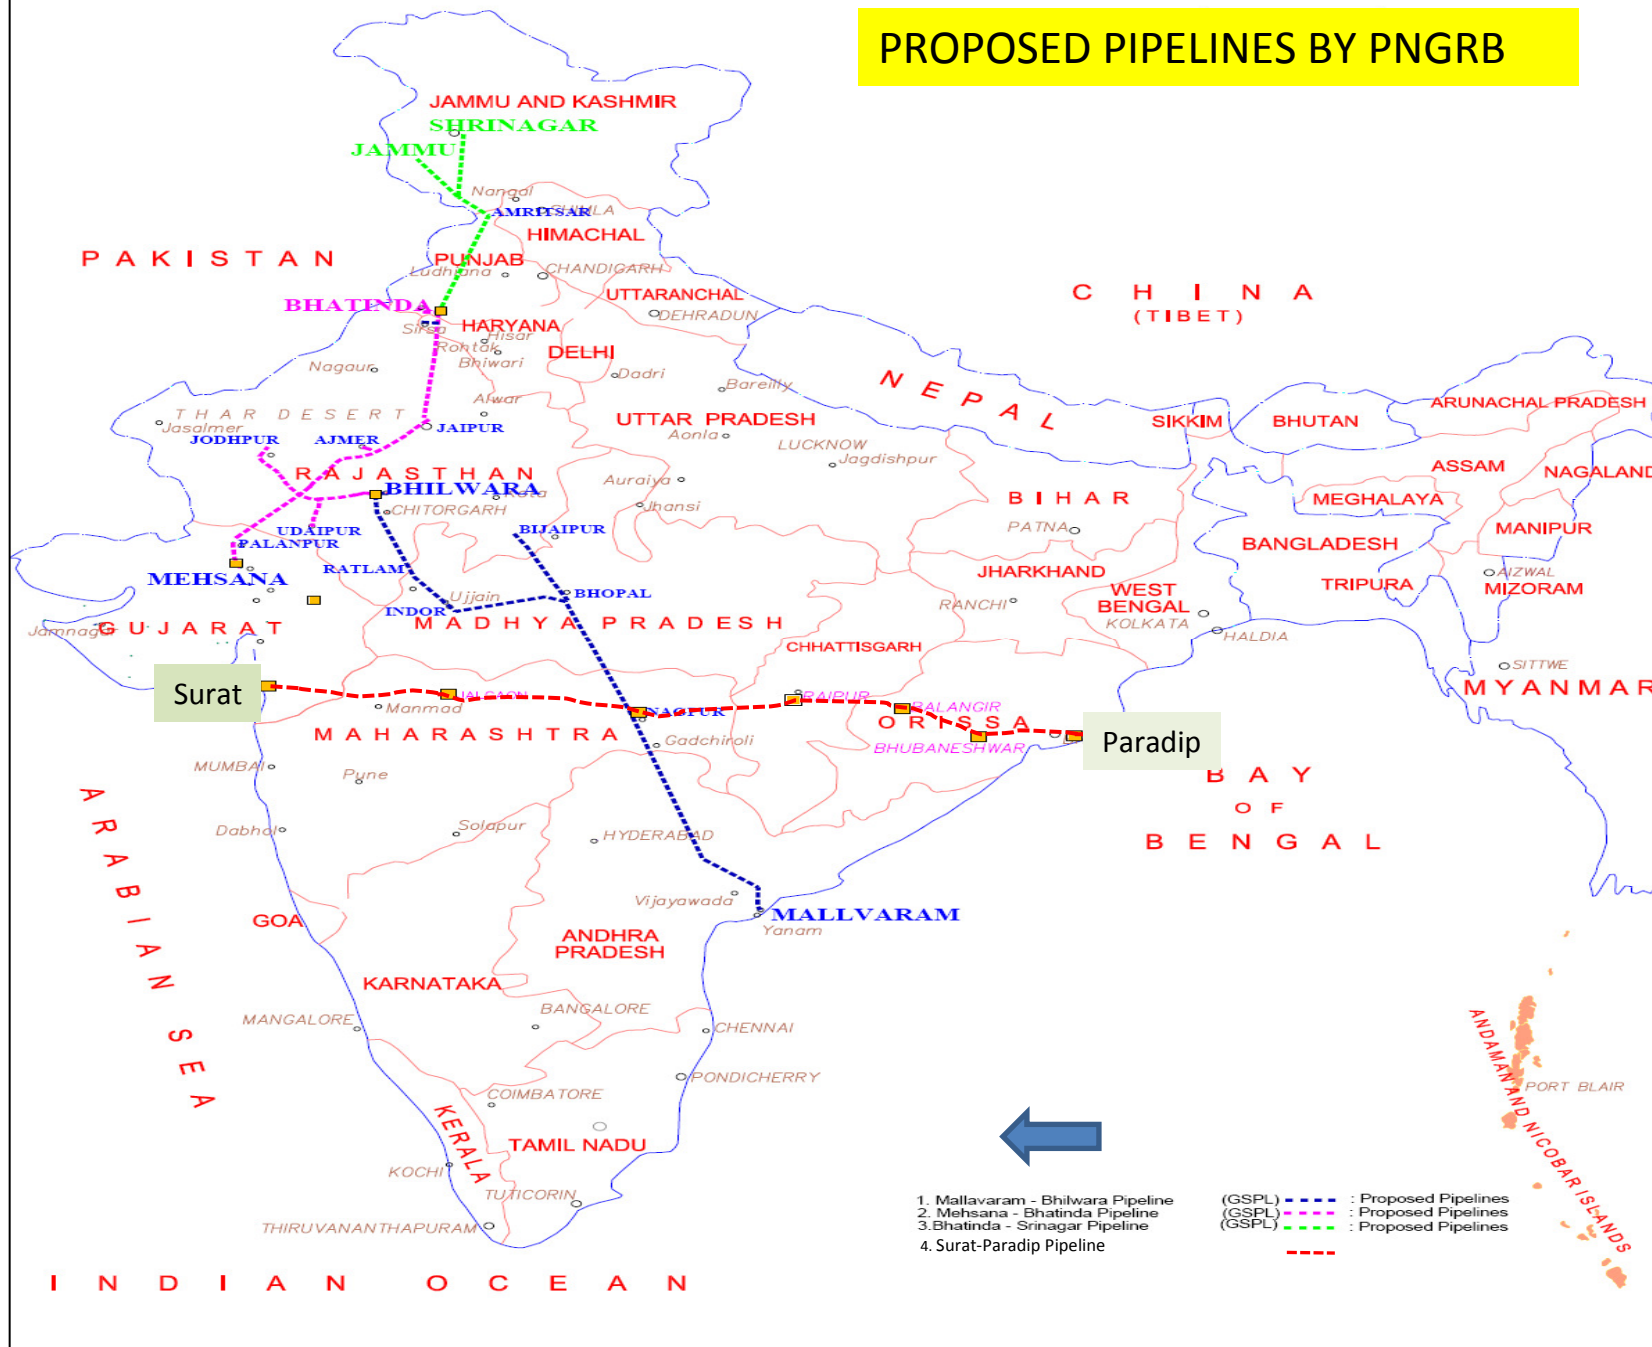 PROPOSED PIPELINES BY PNGRB
JAMMU AND KASHMIR
SHRINAGAR
JAMMU
Nangal
AMRITSAR
SHIMLA
HIMACHAL
PAKISTAN
PUNJAB
Ludhiana
CHANDIGARH
UTTARANCHAL
CHINA
(TIBET)
BHATINDA
DEHRADUN
Sirsa
HARYANA
Hisar
Rohtak
DELHI
Bhiwari
Nagaur
Dadri
Bareilly
NEPAL
Alwar
THAR DESERT
UTTAR PRADESH
SIKKIM
BHUTAN
ARUNACHAL PRADESH
Jasalmer
JODHPUR
AJMER
JAIPUR
Aonla
LUCKNOW
Jagdishpur
RAJASTHAN
ASSAM
NAGALAND
Auraiya
BHILWARA
Kota
BIHAR
MEGHALAYA
CHITORGARH
Jhansi
UDAIPUR
BIJAIPUR
PATNA
MANIPUR
PALANPUR
BANGLADESH
RATLAM
JHARKHAND
AIZWAL
MEHSANA
TRIPURA
MIZORAM
BHOPAL
WEST
BENGAL
Ujjain
INDOR
RANCHI
KOLKATA
Jamnagar
GUJARAT
MADHYA PRADESH
HALDIA
CHHATTISGARH
SITTWE
Surat
JALGAON
RAIPUR
MYANMAR
Manmad
NAGPUR
BALANGIR
ORISSA
MAHARASHTRA
Gadchiroli
BHUBANESHWAR
Paradip
MUMBAI
Pune
BAY
OF
BENGAL
ARABIAN SEA
Dabhol
Solapur
HYDERABAD
Vijayawada
MALLVARAM
Yanam
GOA
ANDHRA
PRADESH
KARNATAKA
MANGALORE
BANGALORE
CHENNAI
PONDICHERRY
COIMBATORE
KERALA
TAMIL NADU
KOCHI
TUTICORIN
THIRUVANANTHAPURAM
ANDAMAN AND NICOBAR ISLANDS
PORT BLAIR
1. Mallavaram - Bhilwara Pipeline (GSPL) : Proposed Pipelines
2. Mehsana - Bhatinda Pipeline (GSPL) : Proposed Pipelines
3.Bhatinda - Srinagar Pipeline (GSPL) : Proposed Pipelines
4. Surat-Paradip Pipeline
INDIAN OCEAN